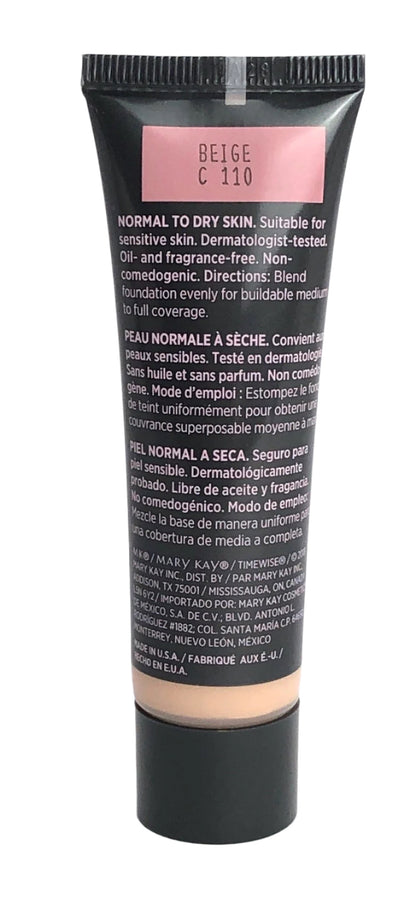 BEIGE
C 110
NORMAL TO DRY SKIN. Suitable for
sensitive skin. Dermatologist-tested.
Oil- and fragrance-free. Non-
comedogenic. Directions: Blend
foundation evenly for buildable medium
to full coverage.
PEAU NORMALE À SÈCHE. Convient aux
peaux sensibles. Testé en dermatologie.
Sans huile et sans parfum. Non comédo-
gène. Mode d'emploi : Estompez le fond
de teint uniformément pour obtenir une
couvrance superposable moyenne à
PIEL NORMAL A SECA. Seguro para
piel sensible. Dermatológicamente
probado. Libre de aceite y fragancia.
No comedogénico. Modo de empleo:
Mezcle la base de manera uniforme para
una cobertura de media a completa.
MK® / MARY KAY® / TIMEWISE® / ©
MARY KAY INC., DIST. BY / PAR MARY KAY INC.,
ADDISON, TX 75001 / MISSISSAUGA, ON, CANADA
L5N 6Y2 / IMPORTADO POR: MARY KAY COSMETICS
DE MÉXICO, S.A. DE C.V.; BLVD. ANTONIO L.
RODRÍGUEZ #1882; COL. SANTA MARÍA C.P.
MONTERREY, NUEVO LEÓN, MÉXICO
MADE IN U.S.A. / FABRIQUÉ AUX É.-U. /
HECHO EN E.U.A.